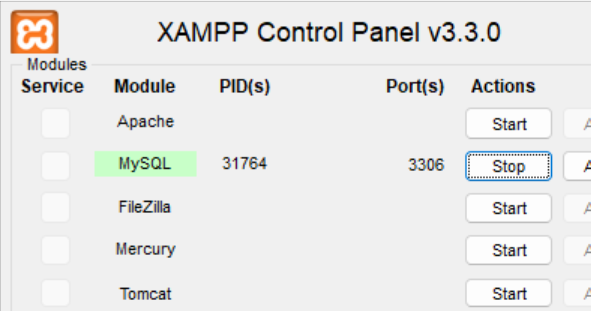 XAMPP Control Panel v3.3.0
Modules
Service Module PID(s) Port(s) Actions
Apache Start A
MySQL 31764 3306 Stop A
FileZilla Start A
Mercury Start A
Tomcat Start A